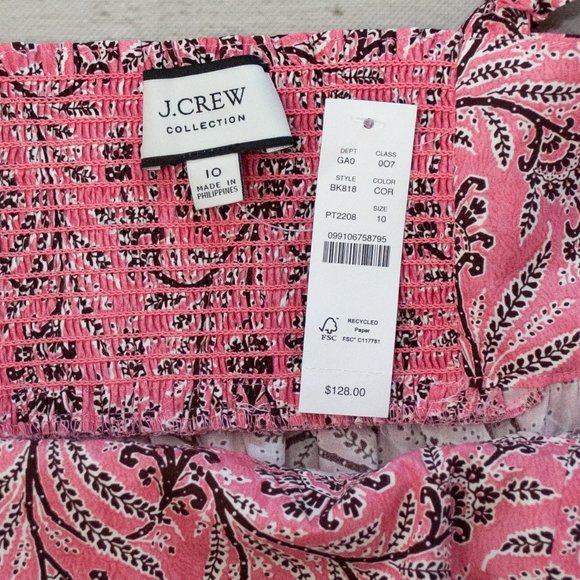 J.CREW
COLLECTION
10
MADE IN
PHILIPPINES
DEPT CLASS
GA0 007
STYLE COLOR
BK818 COR
SIZE
PT2208 10
099106758795
FSC
RECYCLED
Paper
FSC® C117781
$128.00